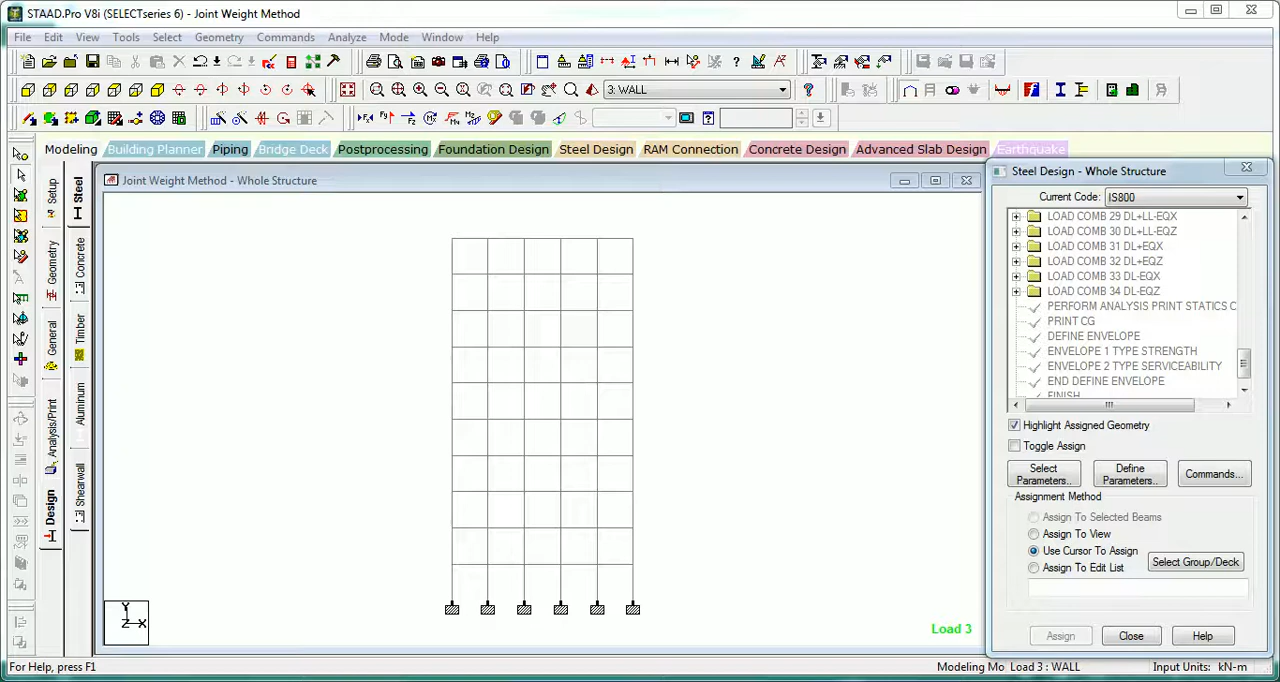 STAAD.Pro V8i (SELECTseries 6) - Joint Weight Method
File Edit View Tools Select Geometry Commands Analyze Mode Window Help
3: WALL
Modeling Building Planner Piping Bridge Deck Postprocessing Foundation Design Steel Design RAM Connection Concrete Design Advanced Slab Design Earthquake
Setup
Geometry
General
Analysis/Print
Design
Steel
Concrete
Timber
Aluminum
Shearwall
Joint Weight Method - Whole Structure
Y
Z X
Load 3
Steel Design - Whole Structure
Current Code: IS800
LOAD COMB 29 DL+LL-EQX
LOAD COMB 30 DL+LL-EQZ
LOAD COMB 31 DL+EQX
LOAD COMB 32 DL+EQZ
LOAD COMB 33 DL-EQX
LOAD COMB 34 DL-EQZ
PERFORM ANALYSIS PRINT STATICS C
PRINT CG
DEFINE ENVELOPE
ENVELOPE 1 TYPE STRENGTH
ENVELOPE 2 TYPE SERVICEABILITY
END DEFINE ENVELOPE
FINISH
Highlight Assigned Geometry
Toggle Assign
Select Parameters..
Define Parameters..
Commands...
Assignment Method
Assign To Selected Beams
Assign To View
Use Cursor To Assign
Assign To Edit List
Select Group/Deck
Assign Close Help
For Help, press F1
Modeling Mo Load 3 : WALL Input Units: kN-m